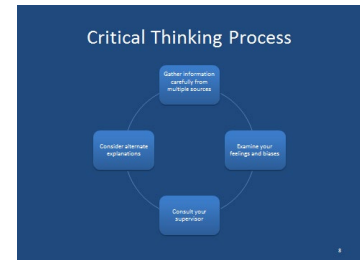 Critical Thinking Process
Gather information
carefully from
multiple sources
Consider alternate
explanations
Examine your
feelings and biases
Consult your
supervisor
8